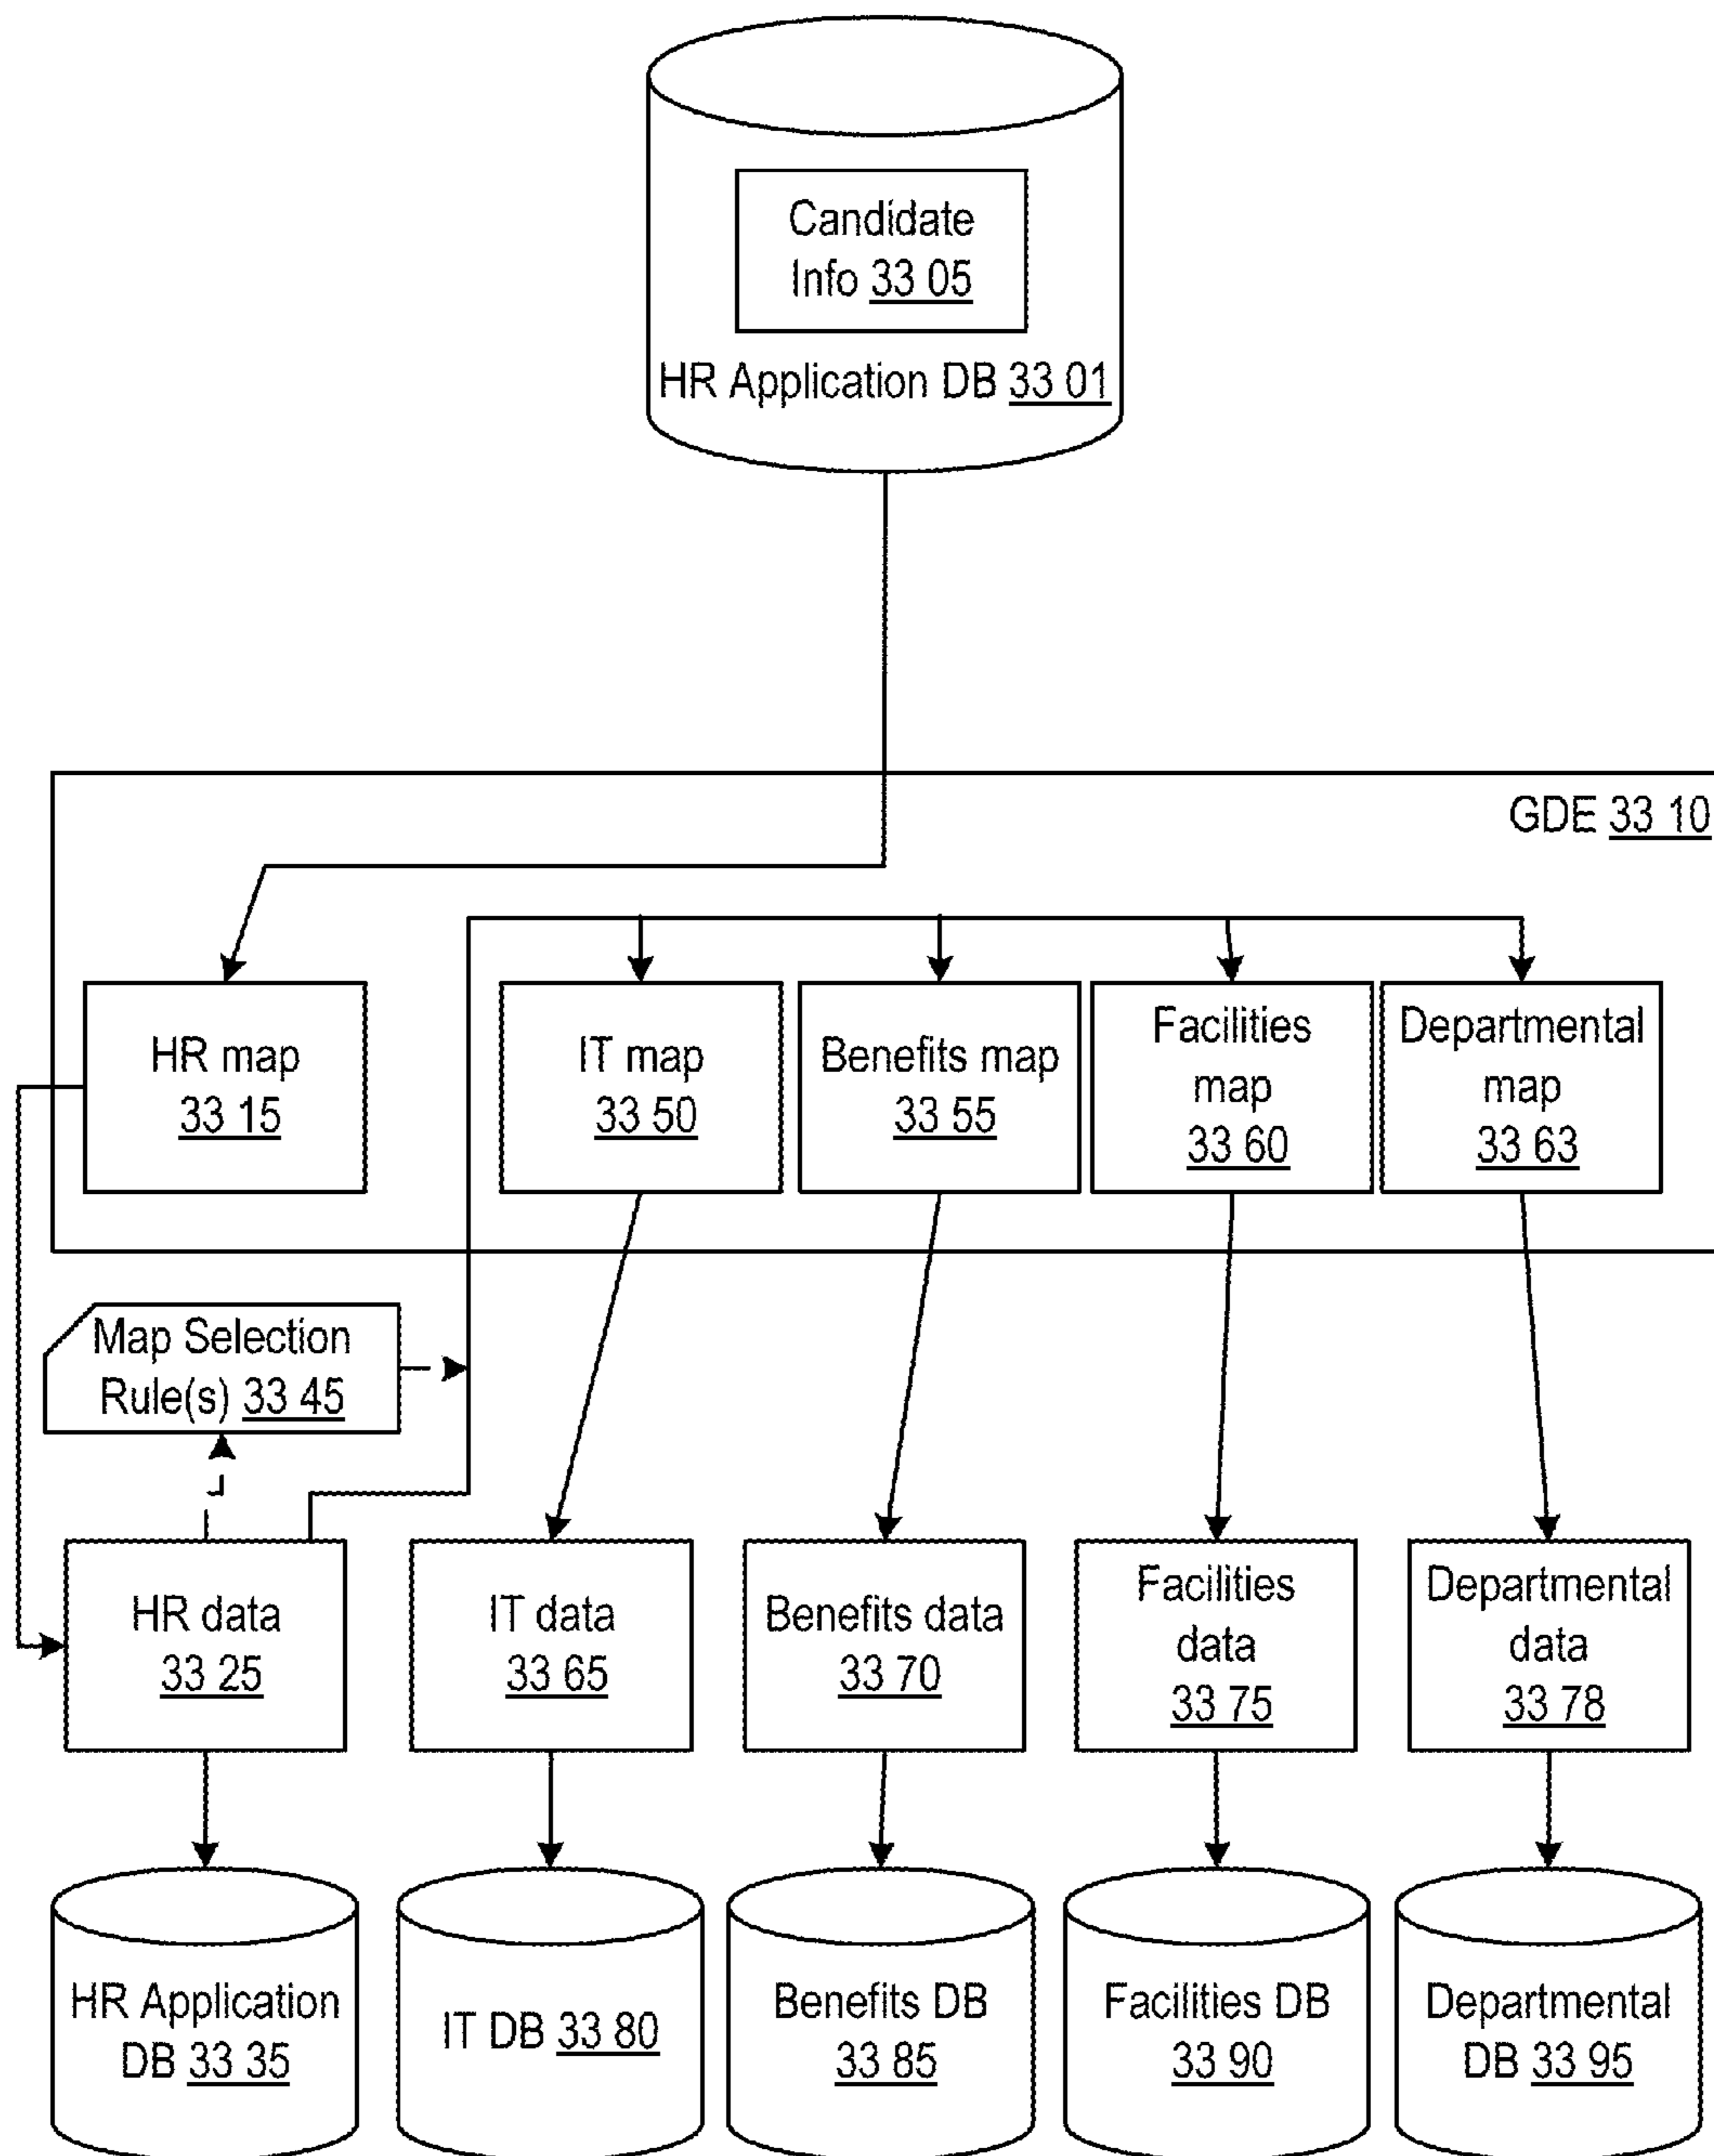 Candidate
Info 33 05
HR Application DB 33 01
GDE 33 10
HR map
33 15
IT map
33 50
Benefits map
33 55
Facilities
map
33 60
Departmental
map
33 63
Map Selection
Rule(s) 33 45
HR data
33 25
IT data
33 65
Benefits data
33 70
Facilities
data
33 75
Departmental
data
33 78
HR Application
DB 33 35
IT DB 33 80
Benefits DB
33 85
Facilities DB
33 90
Departmental
DB 33 95